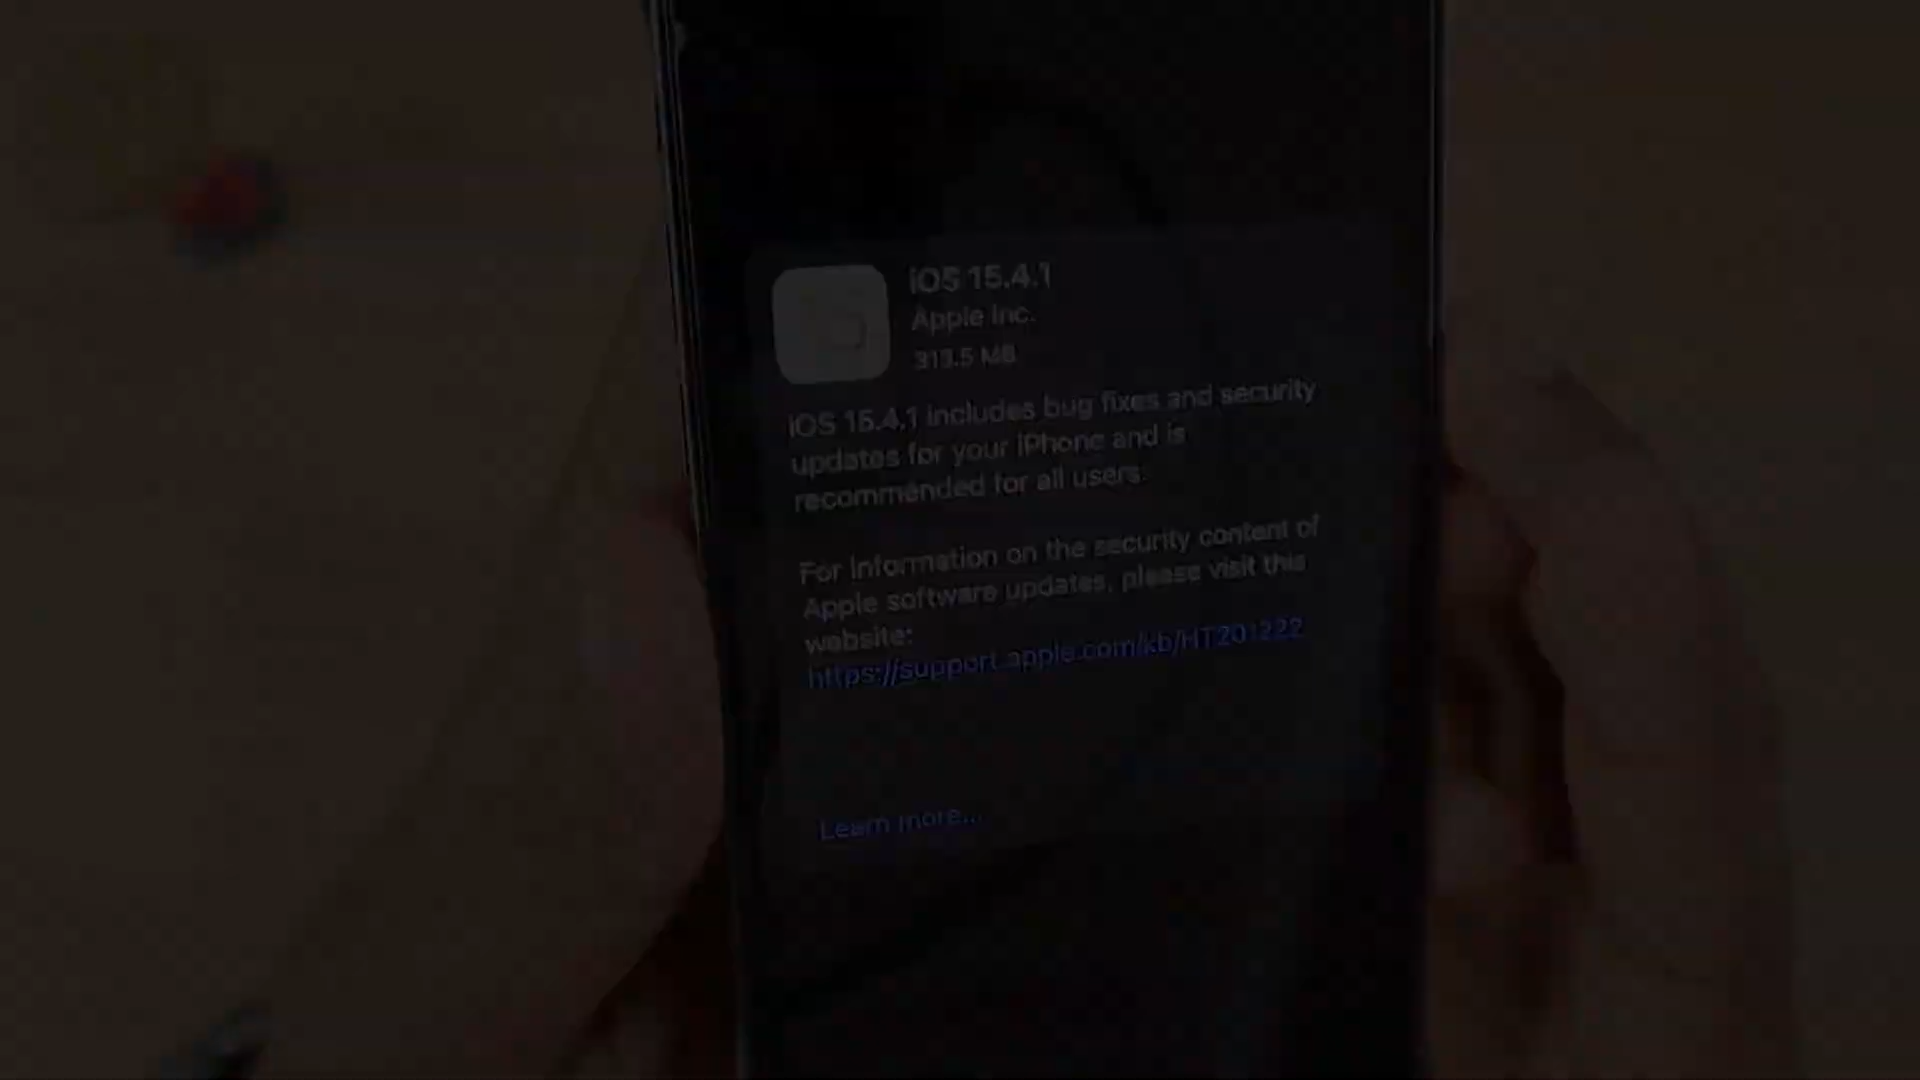 iOS 15.4.1
Apple Inc.
313.5 MB
iOS 15.4.1 includes bug fixes and security
updates for your iPhone and is
recommended for all users.
For information on the security content of
Apple software updates, please visit this
website:
https://support.apple.com/kb/HT201222
Learn more...